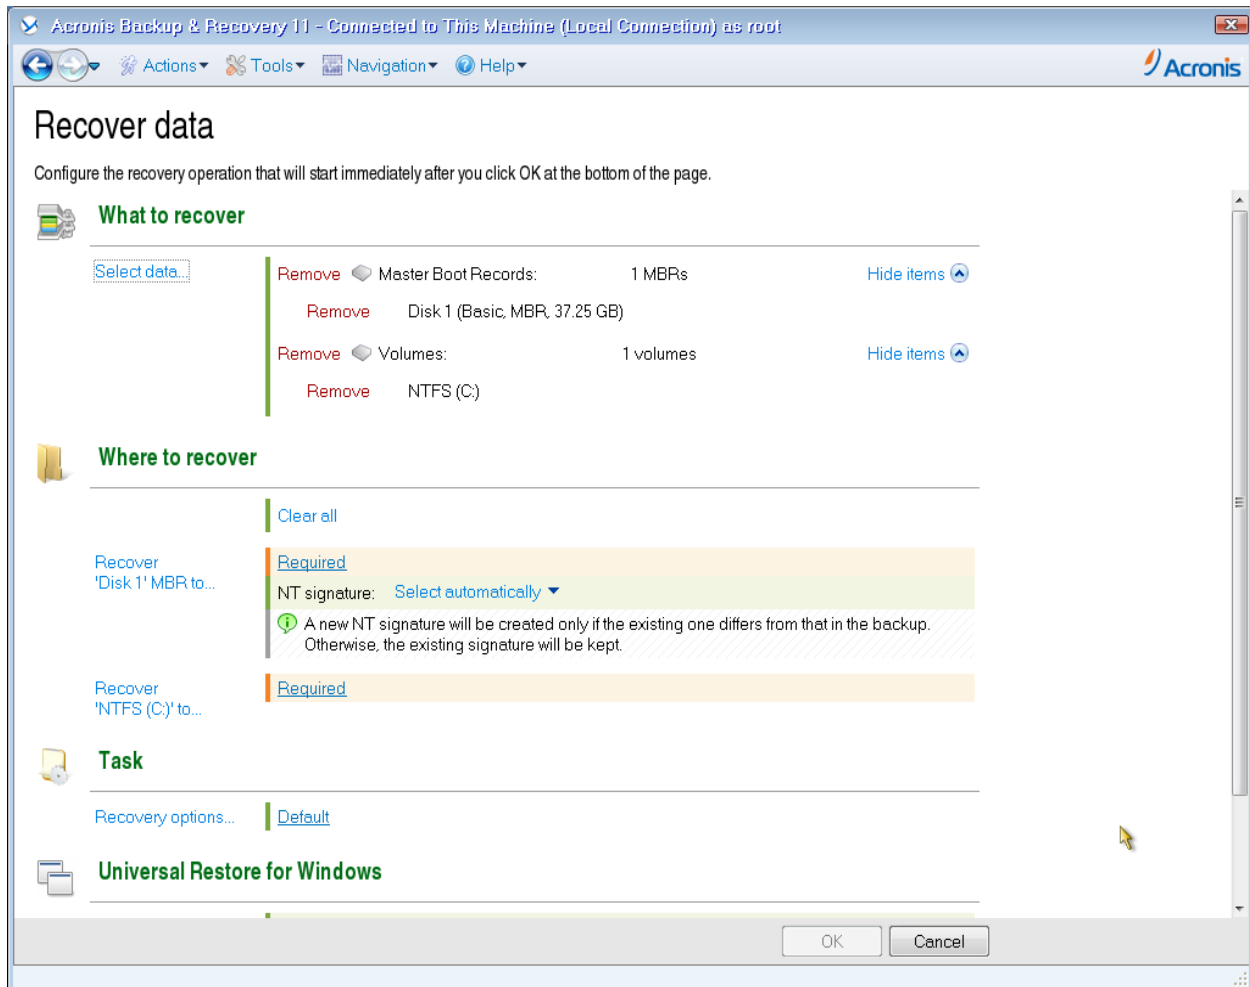 Acronis Backup & Recovery 11 - Connected to This Machine (Local Connection) as root
Actions Tools Navigation Help Acronis
Recover data
Configure the recovery operation that will start immediately after you click OK at the bottom of the page.
What to recover
Select data... Remove Master Boot Records: 1 MBRs Hide items
Remove Disk 1 (Basic, MBR, 37.25 GB)
Remove Volumes: 1 volumes Hide items
Remove NTFS (C:)
Where to recover
Clear all
Recover 'Disk 1' MBR to... Required
NT signature: Select automatically
A new NT signature will be created only if the existing one differs from that in the backup.
Otherwise, the existing signature will be kept.
Recover 'NTFS (C:)' to... Required
Task
Recovery options... Default
Universal Restore for Windows
OK Cancel